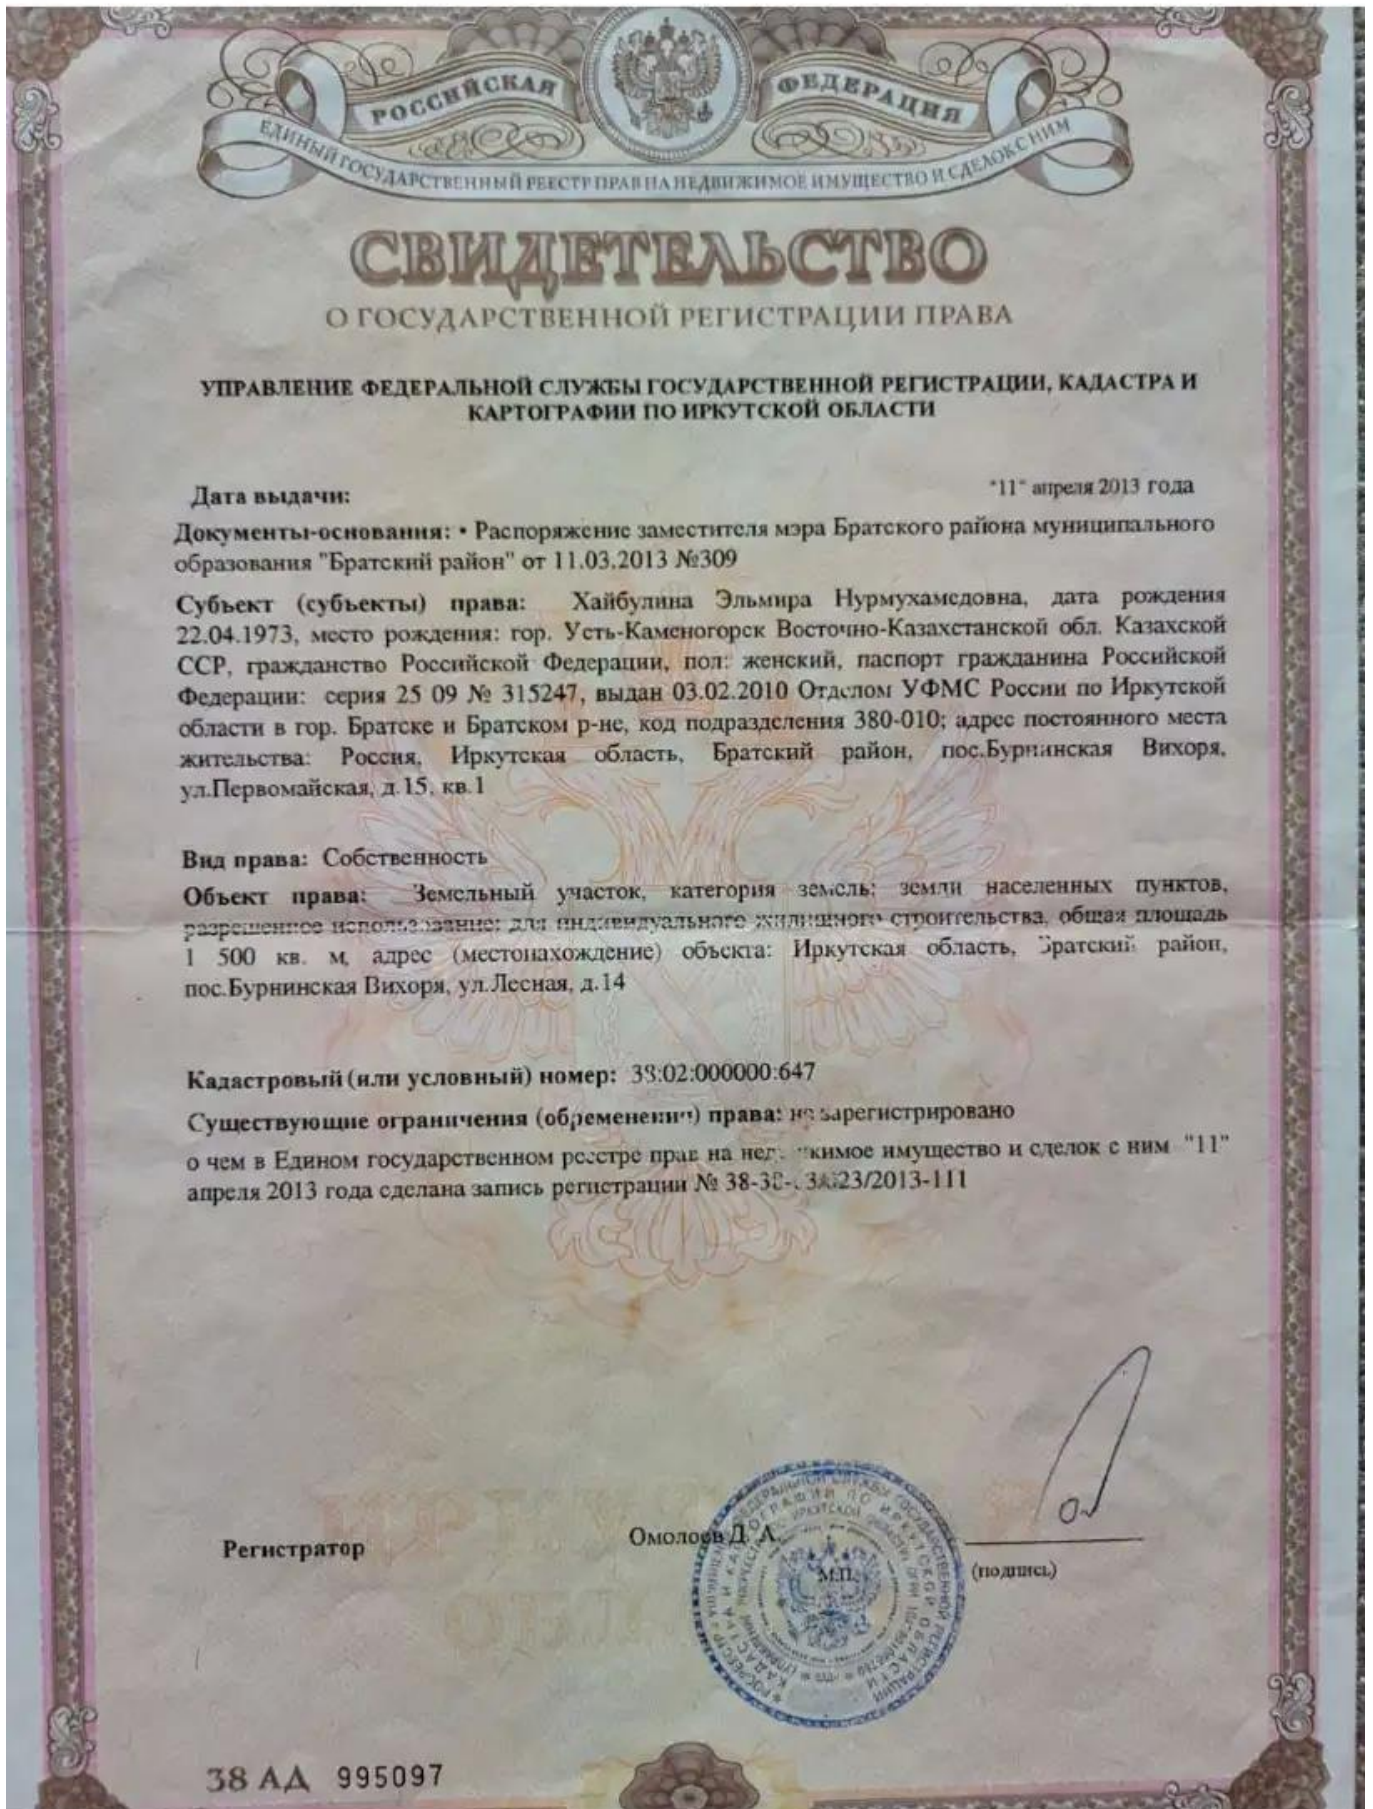 РОССИЙСКАЯ ФЕДЕРАЦИЯ
ЕДИНЫЙ ГОСУДАРСТВЕННЫЙ РЕЕСТР ПРАВ НА НЕДВИЖИМОЕ ИМУЩЕСТВО И СДЕЛОК С НИМ
СВИДЕТЕЛЬСТВО
О ГОСУДАРСТВЕННОЙ РЕГИСТРАЦИИ ПРАВА
УПРАВЛЕНИЕ ФЕДЕРАЛЬНОЙ СЛУЖБЫ ГОСУДАРСТВЕННОЙ РЕГИСТРАЦИИ, КАДАСТРА И
КАРТОГРАФИИ ПО ИРКУТСКОЙ ОБЛАСТИ
Дата выдачи: "11" апреля 2013 года
Документы-основания: • Распоряжение заместителя мэра Братского района муниципального
образования "Братский район" от 11.03.2013 №309
Субъект (субъекты) права: Хайбулина Эльмира Нурмухамедовна, дата рождения
22.04.1973, место рождения: гор. Усть-Каменогорск Восточно-Казахстанской обл. Казахской
ССР, гражданство Российской Федерации, пол: женский, паспорт гражданина Российской
Федерации: серия 25 09 № 315247, выдан 03.02.2010 Отделом УФМС России по Иркутской
области в гор. Братске и Братском р-не, код подразделения 380-010; адрес постоянного места
жительства: Россия, Иркутская область, Братский район, пос.Бурнинская Вихоря,
ул.Первомайская, д.15, кв.1
Вид права: Собственность
Объект права: Земельный участок, категория земель: земли населенных пунктов,
разрешенное использование: для индивидуального жилищного строительства, общая площадь
1 500 кв. м, адрес (местонахождение) объекта: Иркутская область, Братский район,
пос.Бурнинская Вихоря, ул.Лесная, д.14
Кадастровый (или условный) номер: 38:02:000000:647
Существующие ограничения (обременения) права: не зарегистрировано
о чем в Едином государственном реестре прав на недвижимое имущество и сделок с ним "11"
апреля 2013 года сделана запись регистрации №
Регистратор Омолоев Д. А.
М.П.
(подпись)
38 АД 995097